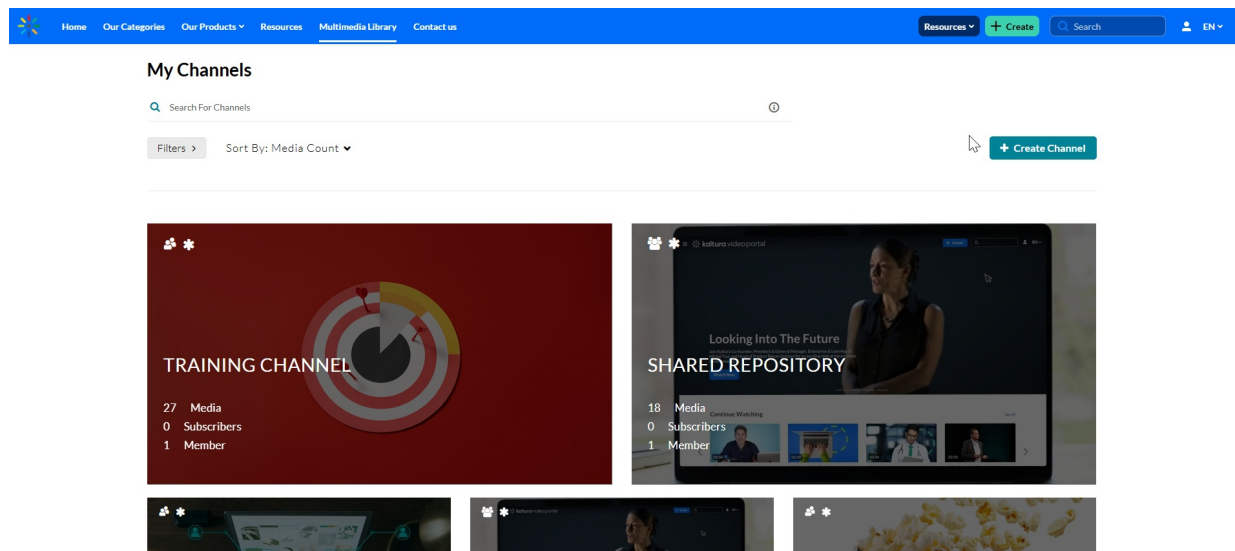 Home Our Categories Our Products Resources Multimedia Library Contact us Resources + Create Search EN
My Channels
Search For Channels
Filters > Sort By: Media Count
+ Create Channel
TRAINING CHANNEL
27 Media
0 Subscribers
1 Member
kaltura videoportal
Looking Into The Future
SHARED REPOSITORY
18 Media
0 Subscribers
1 Member
Continue Watching